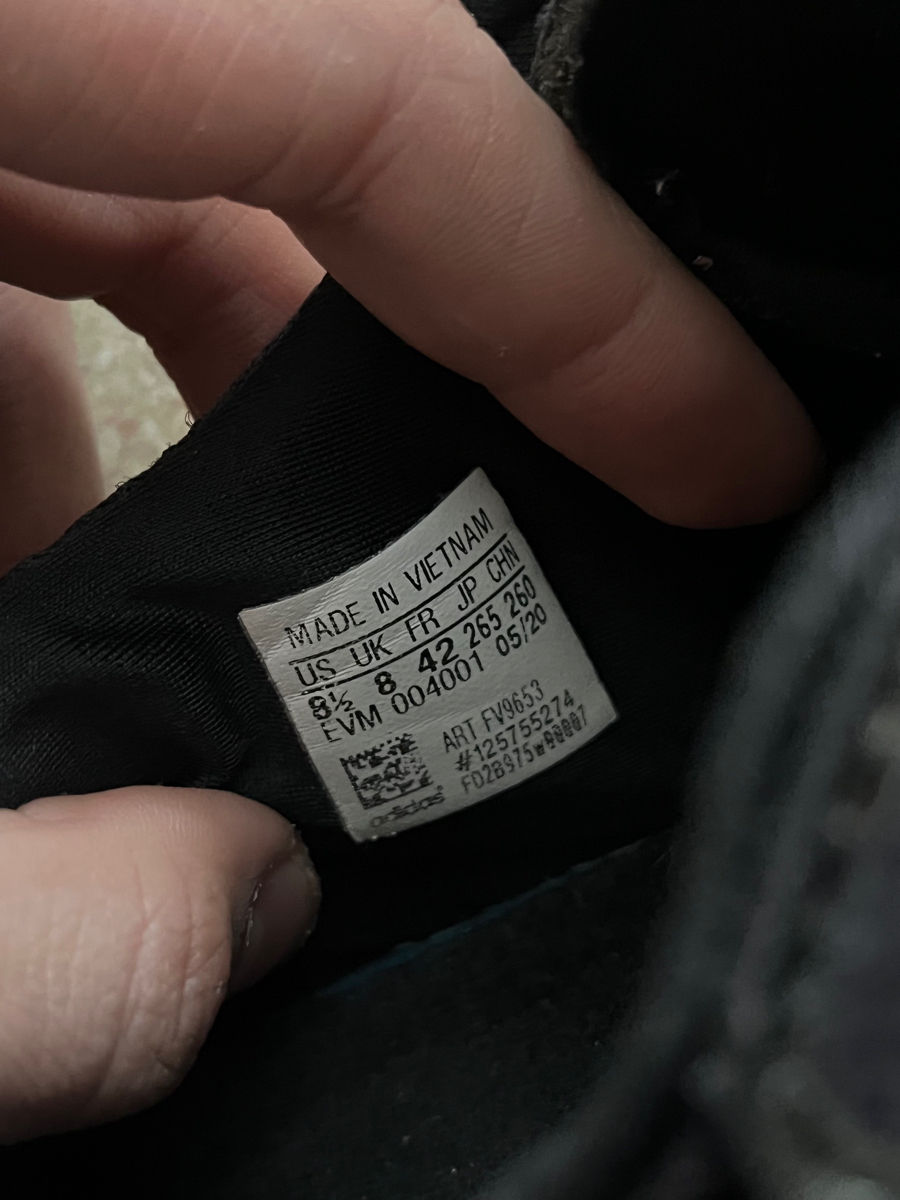 MADE IN VIETNAM
US UK FR JP CHN
8½ 8 42 265 260
EVM 004001 05/20
ART FV9653
#125755274
adidas